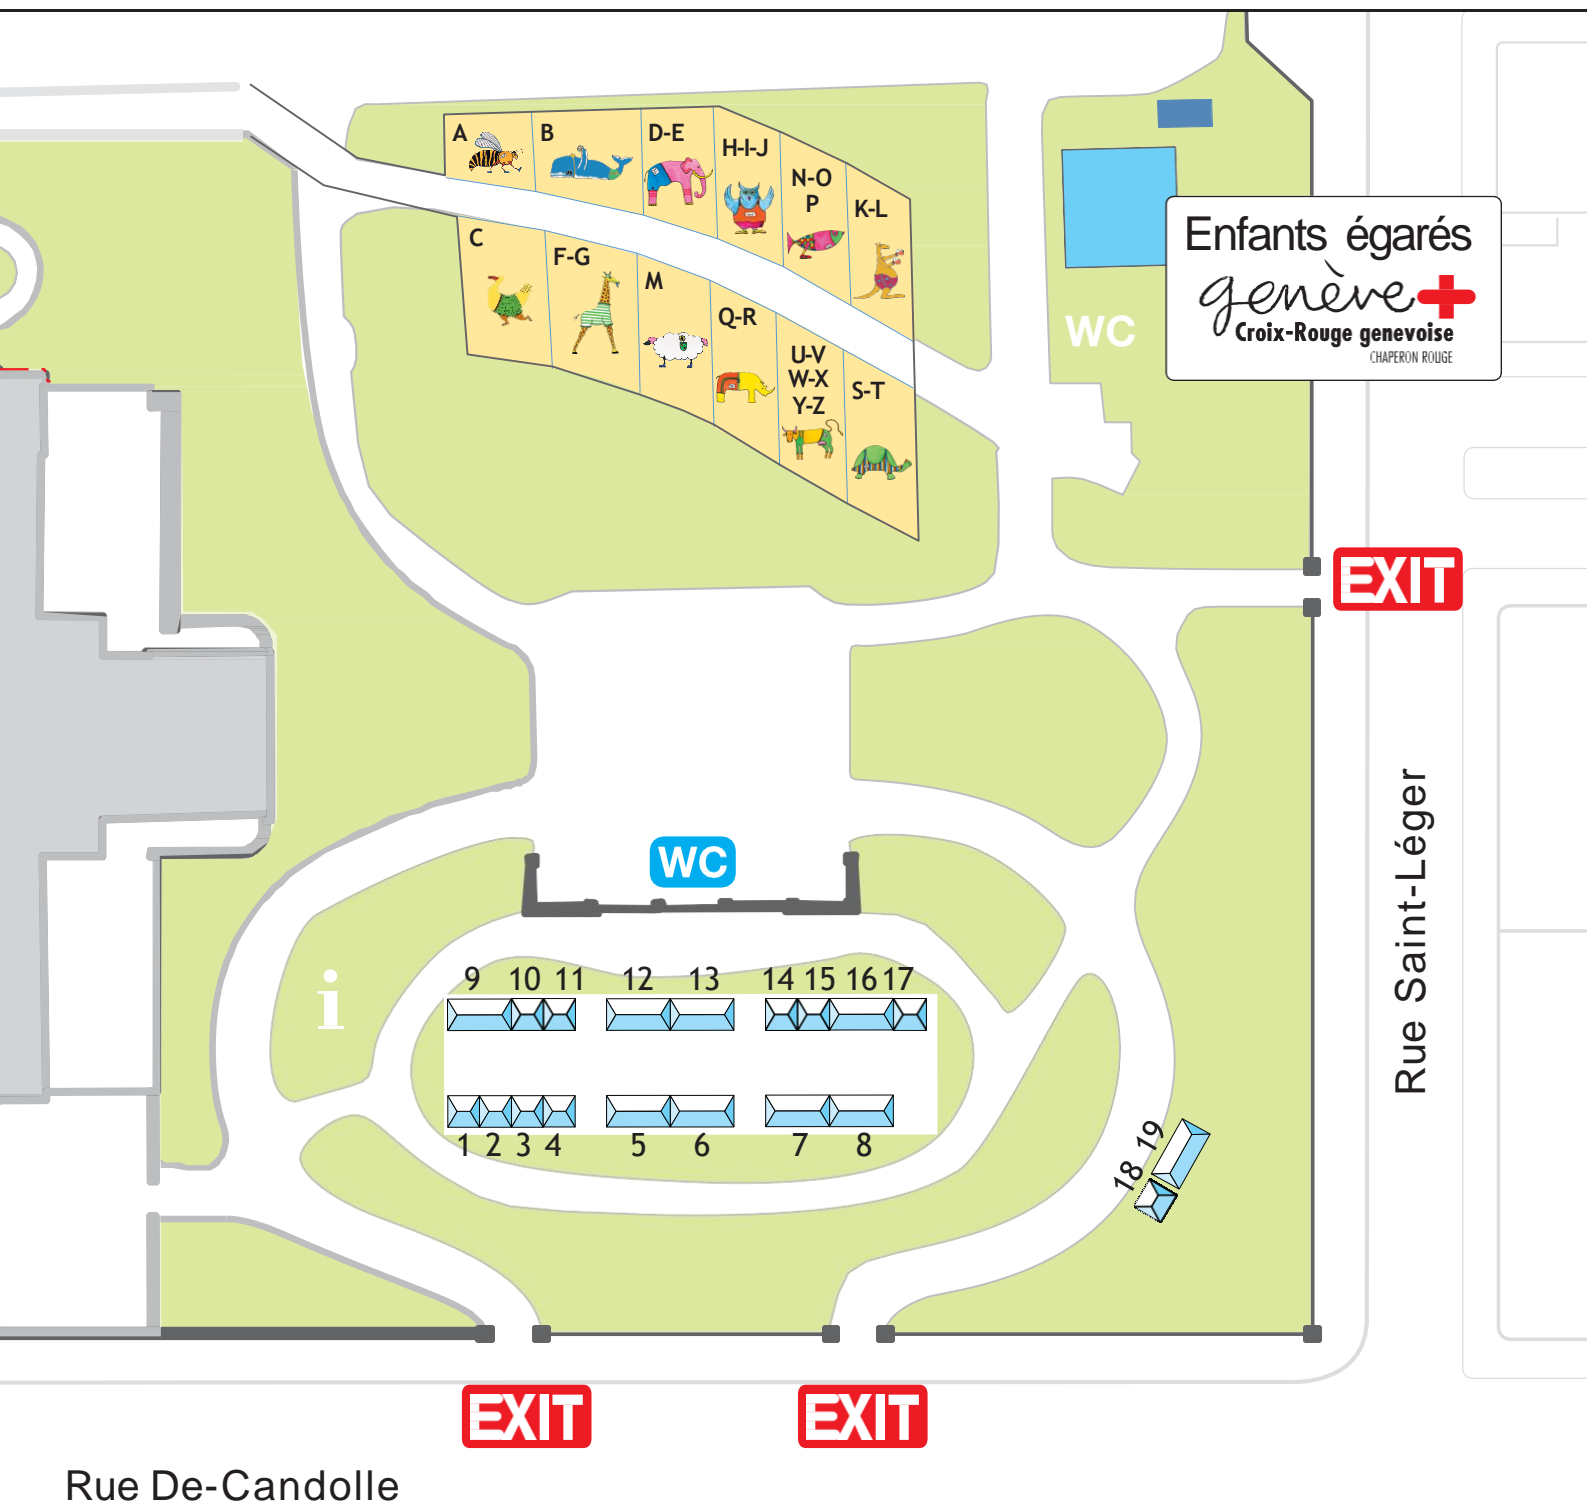 A
B
D-E
H-I-J
N-O
P
K-L
C
F-G
M
Q-R
U-V
W-X
Y-Z
S-T
Enfants égarés
genève
Croix-Rouge genevoise
CHAPERON ROUGE
WC
EXIT
WC
Rue Saint-Léger
i
9 10 11 12 13 14 15 16 17
1 2 3 4 5 6 7 8
19
18
EXIT EXIT
Rue De-Candolle